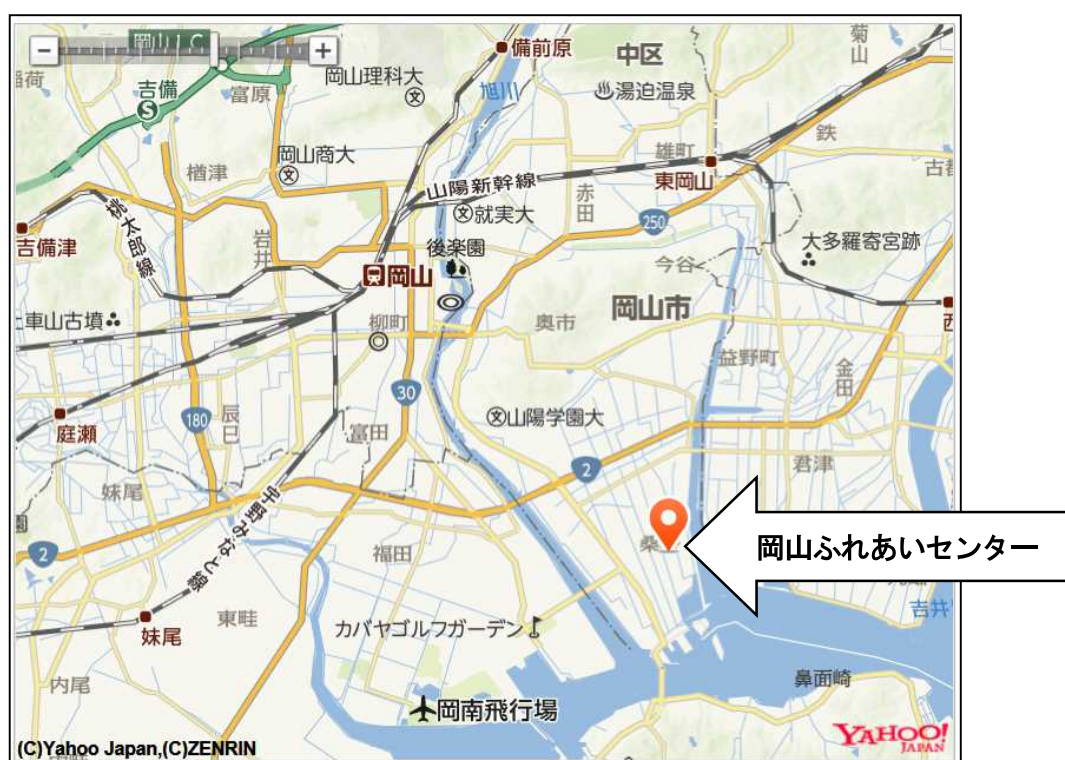 岡山I.C
備前原
中区
菊山
稲荷
吉備
S
富原
岡山理科大
文
旭川
湯迫温泉
鉄
岡山商大
文
楢津
雄町
東岡山
古都
山陽新幹線
赤田
文就実大
250
吉備津
桃太郎線
岩井
後楽園
今谷
大多羅寄宮跡
岡山
岡山市
西
車山古墳
柳町
奥市
益野町
金田
30
180
辰巳
文山陽学園大
庭瀬
富田
2
君津
妹尾
宇野みなと線
園
2
福田
桑
岡山ふれあいセンター
東畦
カバヤゴルフガーデン
吉井
妹尾
内尾
鼻面崎
岡南飛行場
YAHOO!
JAPAN
(C)Yahoo Japan,(C)ZENRIN